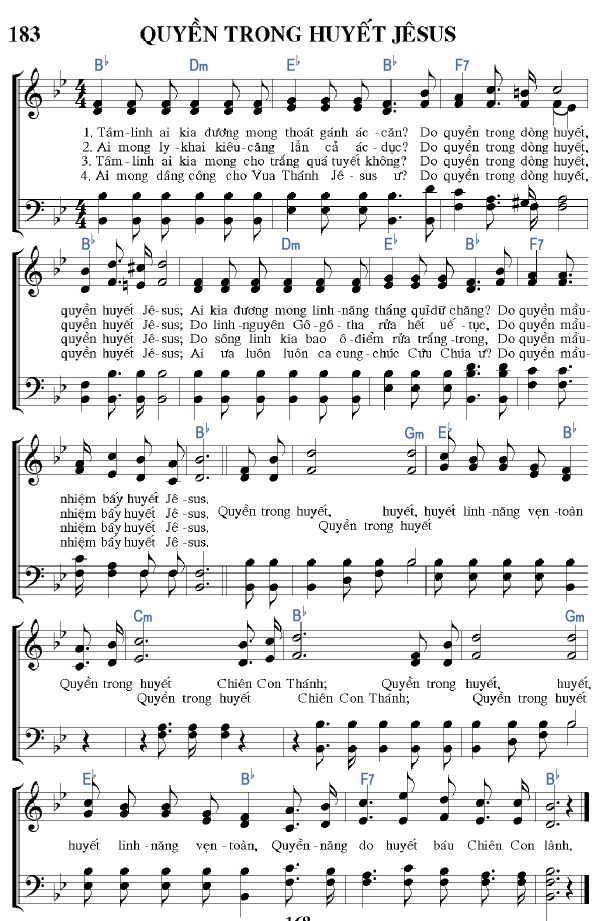 183 QUYỀN TRONG HUYẾT JÊSUS
B♭ Dm E♭ B♭ F7
1. Tâm-linh ai kia đương mong thoát gánh ác-căn? Do quyền trong dòng huyết,
2. Ai mong ly-khai kiêu-căng lẫn cả ác-dục? Do quyền trong dòng huyết,
3. Tâm-linh ai kia mong cho trắng quá tuyết không? Do quyền trong dòng huyết,
4. Ai mong dâng công cho Vua Thánh Jê-sus ư? Do quyền trong dòng huyết,
B♭ Dm E♭ B♭ F7
quyền huyết Jê-sus; Ai kia đương mong linh-năng thắng quỉ-dữ chăng? Do quyền mầu-
quyền huyết Jê-sus; Do linh-nguyên Gô-gô-tha rửa hết uế-tục, Do quyền mầu-
quyền huyết Jê-sus; Do sông linh kia bao ô-điểm rửa trắng-trong, Do quyền mầu-
quyền huyết Jê-sus; Ai ưa luôn luôn ca cung-chúc Cứu Chúa ư? Do quyền mầu-
B♭ Gm E♭ B♭
nhiệm bấy huyết Jê-sus.
nhiệm bấy huyết Jê-sus. Quyền trong huyết, huyết, huyết linh-năng vẹn-toàn
nhiệm bấy huyết Jê-sus. Quyền trong huyết
nhiệm bấy huyết Jê-sus.
Cm B♭ Gm
Quyền trong huyết Chiên Con Thánh; Quyền trong huyết, huyết,
Quyền trong huyết Chiên Con Thánh; Quyền trong huyết
E♭ B♭ F7 B♭
huyết linh-năng vẹn-toàn, Quyền-năng do huyết báu Chiên Con lành.
168